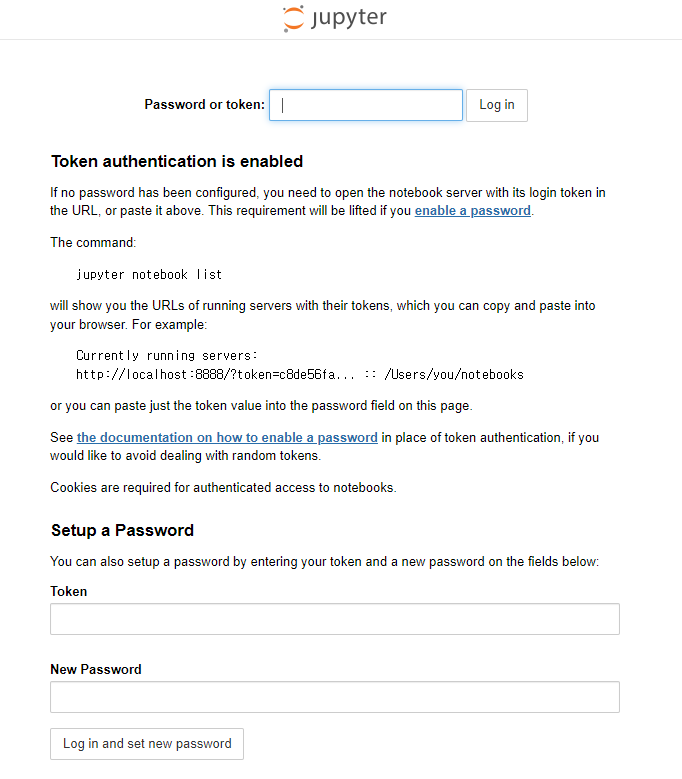 jupyter
Password or token:
Log in
Token authentication is enabled
If no password has been configured, you need to open the notebook server with its login token in
the URL, or paste it above. This requirement will be lifted if you enable a password.
The command:
jupyter notebook list
will show you the URLs of running servers with their tokens, which you can copy and paste into
your browser. For example:
Currently running servers:
http://localhost:8888/?token=c8de56fa... :: /Users/you/notebooks
or you can paste just the token value into the password field on this page.
See the documentation on how to enable a password in place of token authentication, if you
would like to avoid dealing with random tokens.
Cookies are required for authenticated access to notebooks.
Setup a Password
You can also setup a password by entering your token and a new password on the fields below:
Token
New Password
Log in and set new password